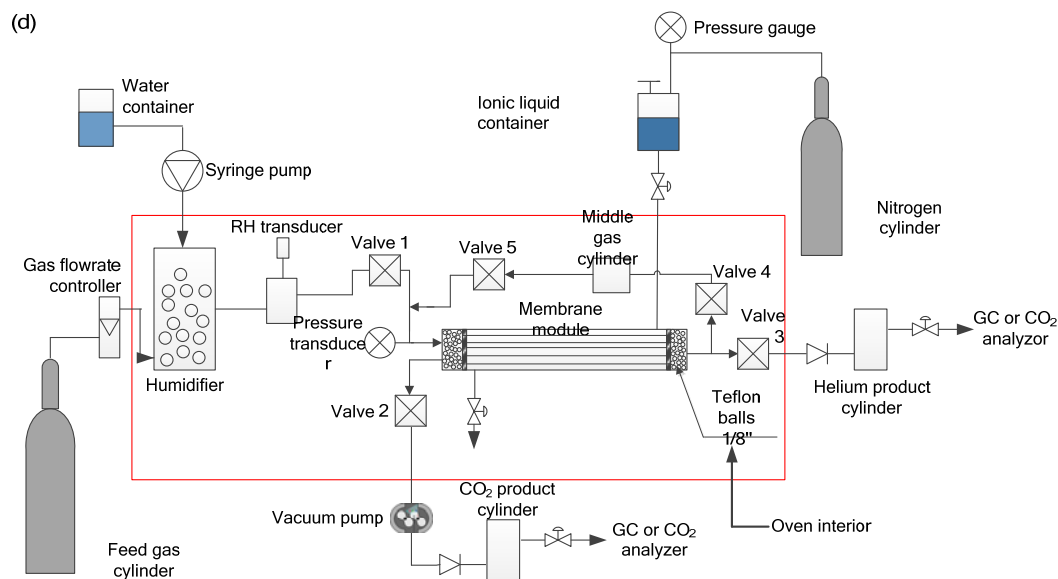 (d)
Pressure gauge
Water
container
Ionic liquid
container
Syringe pump
Nitrogen
cylinder
RH transducer
Middle
gas cylinder
Valve 1
Valve 5
Valve 4
Gas flowrate
controller
Membrane
module
Valve
3
Pressure
transduce
r
GC or CO₂
analyzor
Humidifier
Helium product
cylinder
Valve 2
Teflon
balls
1/8"
CO₂ product
cylinder
Vacuum pump
Oven interior
GC or CO₂
analyzer
Feed gas
cylinder